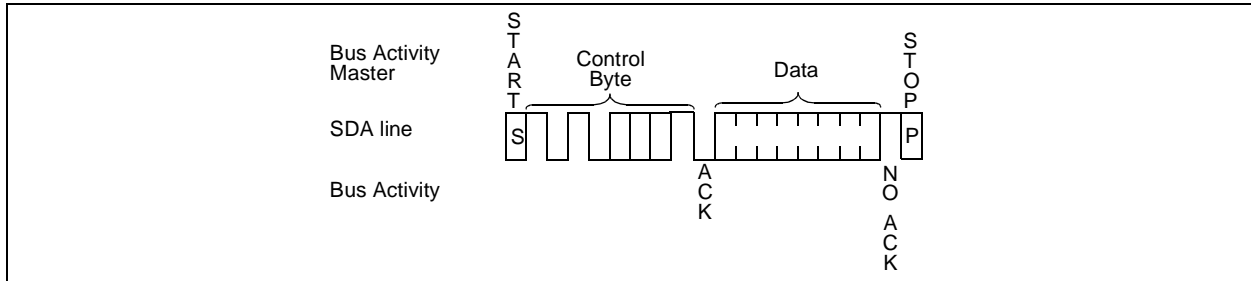 START
Bus Activity
Master
Control
Byte
Data
STOP
SDA line
S
P
Bus Activity
ACK
NO ACK